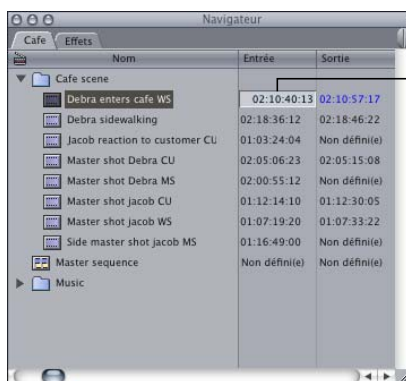 Navigateur
Cafe Effets
Nom Entrée Sortie
Cafe scene
Debra enters cafe WS 02:10:40:13 02:10:57:17
Debra sidewalking 02:18:36:12 02:18:46:22
Jacob reaction to customer CU 01:03:24:04 Non défini(e)
Master shot Debra CU 02:05:06:23 02:05:15:08
Master shot Debra MS 02:00:55:12 Non défini(e)
Master shot jacob CU 01:12:14:10 01:12:30:05
Master shot jacob WS 01:07:19:20 01:07:33:22
Side master shot jacob MS 01:16:49:00 Non défini(e)
Master sequence Non défini(e) Non défini(e)
Music